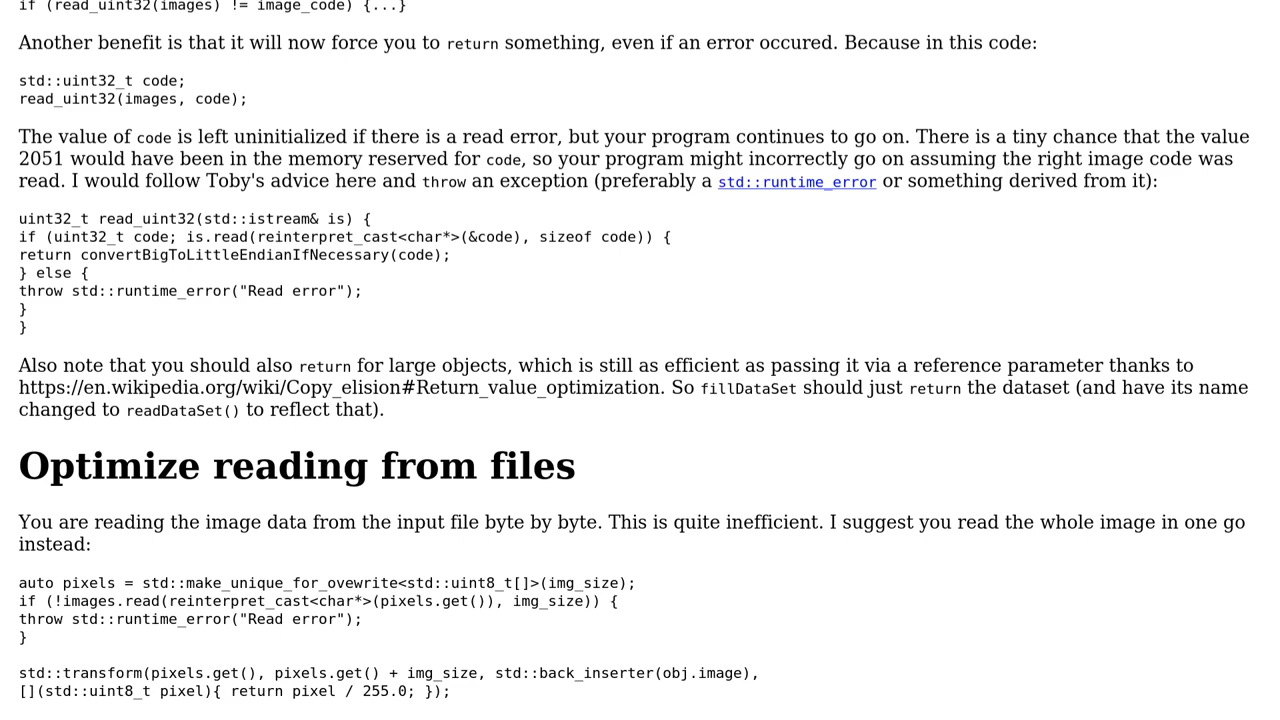 if (read_uint32(images) != image_code) {...}
Another benefit is that it will now force you to return something, even if an error occured. Because in this code:
std::uint32_t code;
read_uint32(images, code);
The value of code is left uninitialized if there is a read error, but your program continues to go on. There is a tiny chance that the value
2051 would have been in the memory reserved for code, so your program might incorrectly go on assuming the right image code was
read. I would follow Toby's advice here and throw an exception (preferably a std::runtime_error or something derived from it):
uint32_t read_uint32(std::istream& is) {
if (uint32_t code; is.read(reinterpret_cast<char*>(&code), sizeof code)) {
return convertBigToLittleEndianIfNecessary(code);
} else {
throw std::runtime_error("Read error");
}
}
Also note that you should also return for large objects, which is still as efficient as passing it via a reference parameter thanks to
https://en.wikipedia.org/wiki/Copy_elision#Return_value_optimization. So fillDataSet should just return the dataset (and have its name
changed to readDataSet() to reflect that).
Optimize reading from files
You are reading the image data from the input file byte by byte. This is quite inefficient. I suggest you read the whole image in one go
instead:
auto pixels = std::make_unique_for_ovewrite<std::uint8_t[]>(img_size);
if (!images.read(reinterpret_cast<char*>(pixels.get()), img_size)) {
throw std::runtime_error("Read error");
}
std::transform(pixels.get(), pixels.get() + img_size, std::back_inserter(obj.image),
[](std::uint8_t pixel){ return pixel / 255.0; });